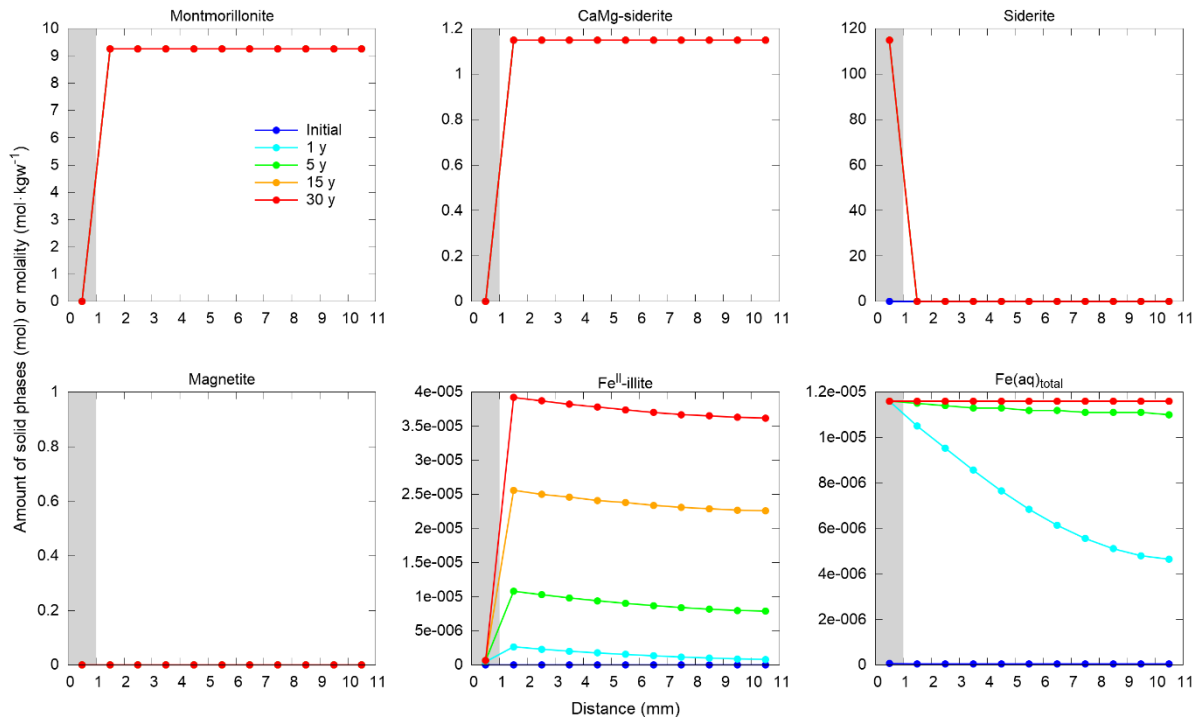 Montmorillonite
10
9
8
7
6
5
4
3
2
1
0
0 1 2 3 4 5 6 7 8 9 10 11
Initial
1 y
5 y
15 y
30 y
CaMg-siderite
1.2
1
0.8
0.6
0.4
0.2
0
0 1 2 3 4 5 6 7 8 9 10 11
Siderite
120
100
80
60
40
20
0
0 1 2 3 4 5 6 7 8 9 10 11
Amount of solid phases (mol) or molality (mol·kgw⁻¹)
Magnetite
1
0.8
0.6
0.4
0.2
0
0 1 2 3 4 5 6 7 8 9 10 11
Feᴵᴵ-illite
4e-005
3.5e-005
3e-005
2.5e-005
2e-005
1.5e-005
1e-005
5e-006
0
0 1 2 3 4 5 6 7 8 9 10 11
Fe(aq)total
1.2e-005
1e-005
8e-006
6e-006
4e-006
2e-006
0
0 1 2 3 4 5 6 7 8 9 10 11
Distance (mm)